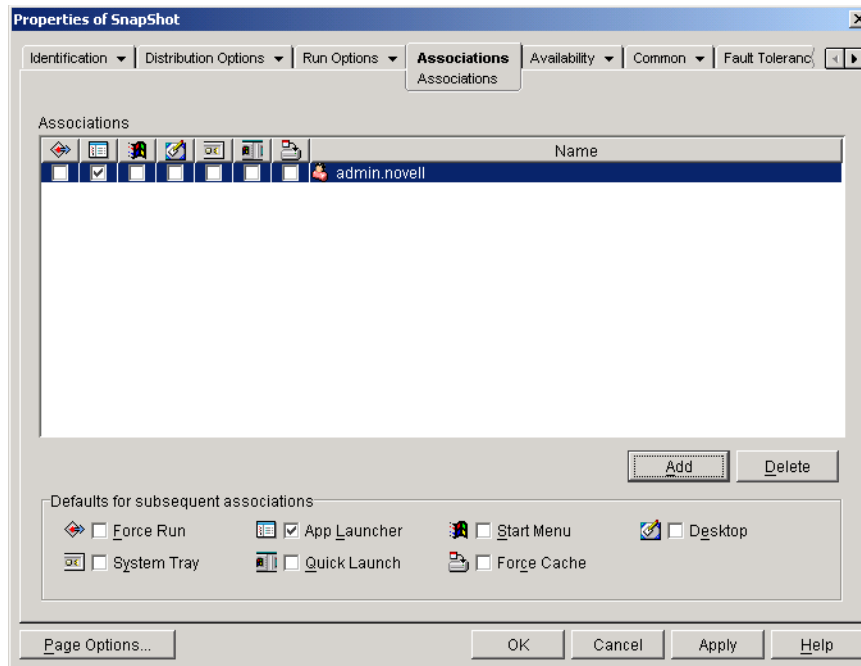 Properties of SnapShot
Identification
Distribution Options
Run Options
Associations
Availability
Common
Fault Toleranc
Associations
Associations
Name
admin.novell
Add
Delete
Defaults for subsequent associations
Force Run
App Launcher
Start Menu
Desktop
System Tray
Quick Launch
Force Cache
Page Options...
OK
Cancel
Apply
Help